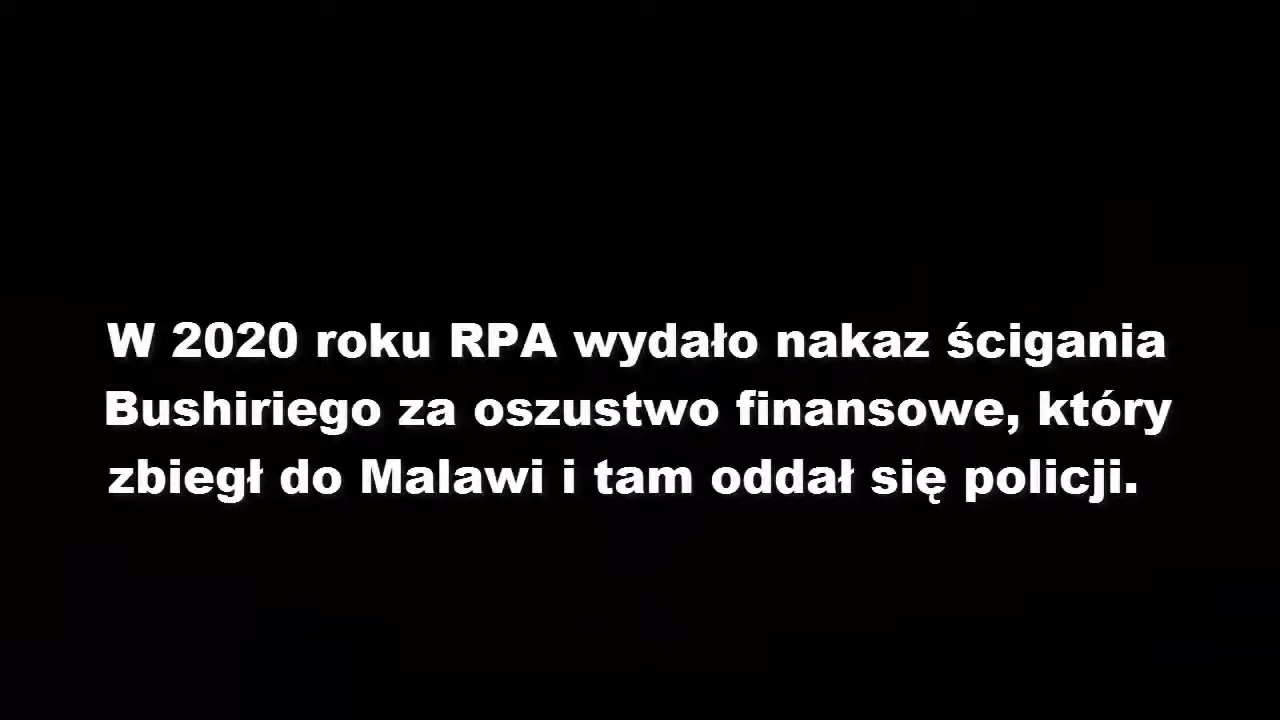 W 2020 roku RPA wydało nakaz ścigania
Bushiriego za oszustwo finansowe, który
zbiegł do Malawi i tam oddał się policji.